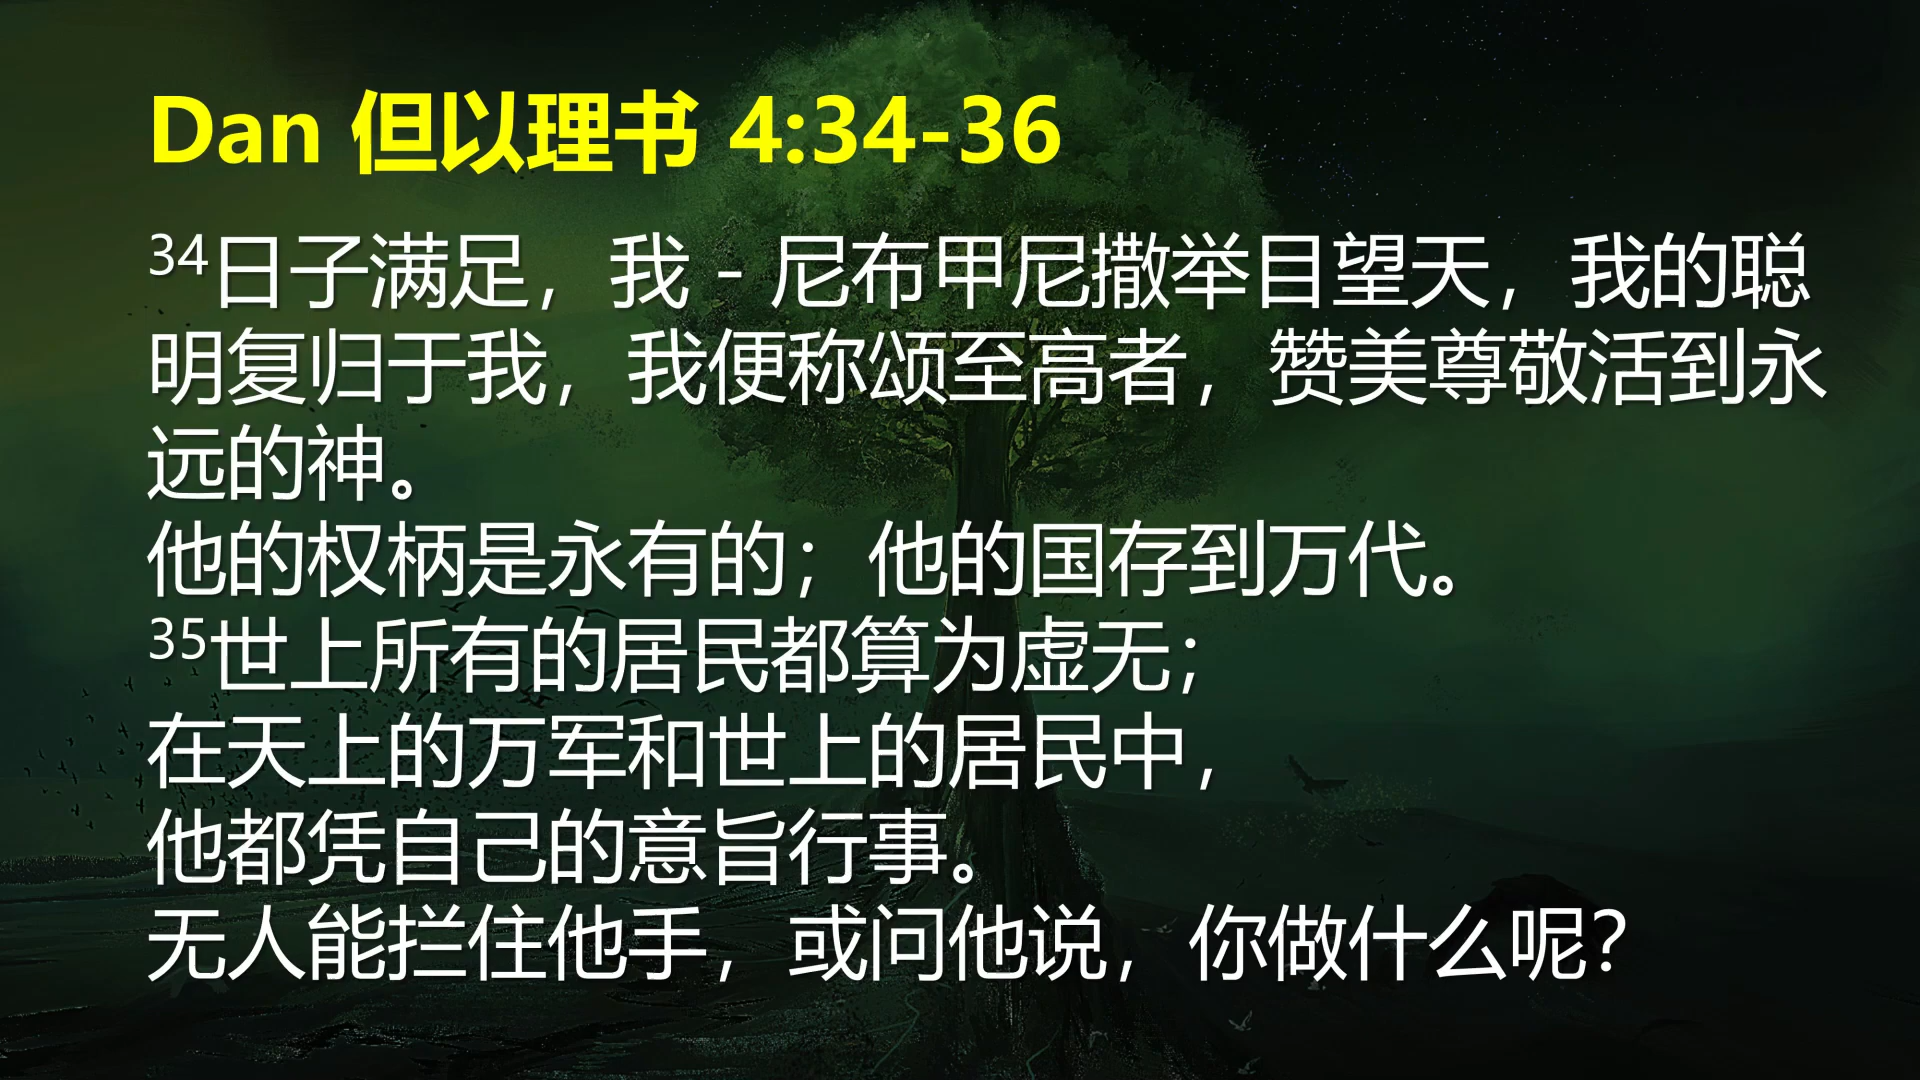 Dan 但以理书 4:34-36
34日子满足，我 - 尼布甲尼撒举目望天，我的聪
明复归于我，我便称颂至高者，赞美尊敬活到永
远的神。
他的权柄是永有的；他的国存到万代。
35世上所有的居民都算为虚无；
在天上的万军和世上的居民中，
他都凭自己的意旨行事。
无人能拦住他手，或问他说，你做什么呢？